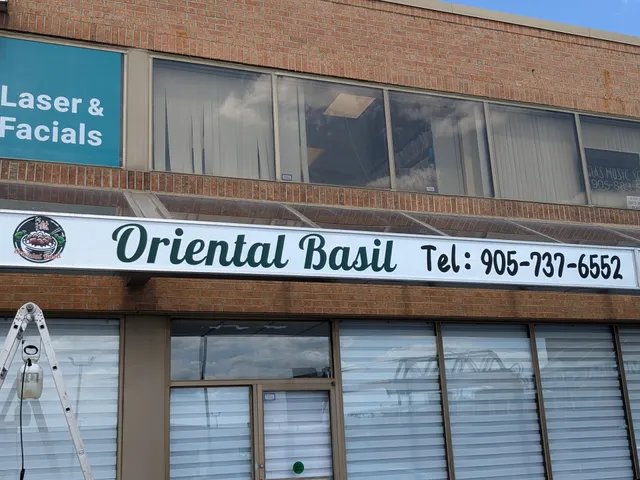 Laser &
Facials
Oriental Basil Tel: 905-737-6552